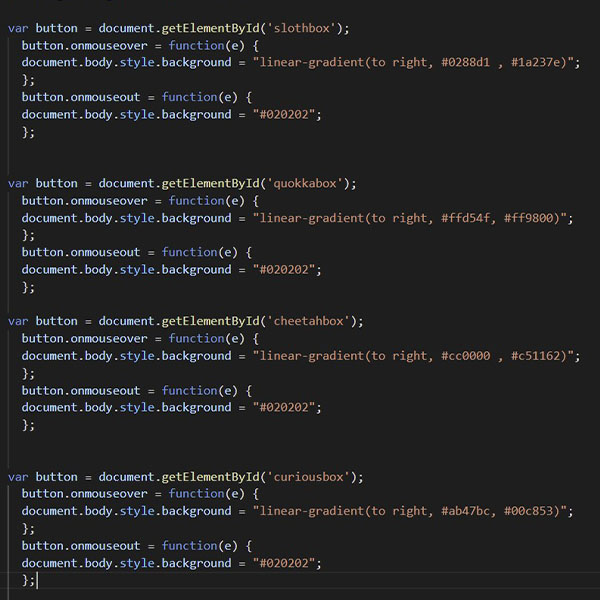 var button = document.getElementById('slothbox');
button.onmouseover = function(e) {
document.body.style.background = "linear-gradient(to right, #0288d1 , #1a237e)";
};
button.onmouseout = function(e) {
document.body.style.background = "#020202";
};
var button = document.getElementById('quokkabox');
button.onmouseover = function(e) {
document.body.style.background = "linear-gradient(to right, #ffd54f, #ff9800)";
};
button.onmouseout = function(e) {
document.body.style.background = "#020202";
};
var button = document.getElementById('cheetahbox');
button.onmouseover = function(e) {
document.body.style.background = "linear-gradient(to right, #cc0000 , #c51162)";
};
button.onmouseout = function(e) {
document.body.style.background = "#020202";
};
var button = document.getElementById('curiousbox');
button.onmouseover = function(e) {
document.body.style.background = "linear-gradient(to right, #ab47bc, #00c853)";
};
button.onmouseout = function(e) {
document.body.style.background = "#020202";
};